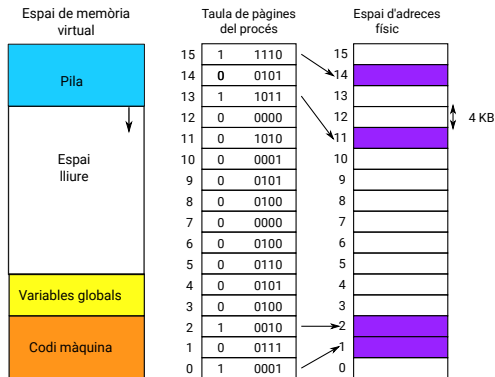 Espai de memòria
virtual
Taula de pàgines
del procés
Espai d'adreces
físic
Pila
Espai
lliure
Variables globals
Codi màquina
15 1 1110
14 0 0101
13 1 1011
12 0 0000
11 0 1010
10 0 0001
9 0 0101
8 0 0100
7 0 0000
6 0 0100
5 0 0110
4 0 0101
3 0 0100
2 1 0010
1 0 0111
0 1 0001
15
14
13
12
11
10
9
8
7
6
5
4
3
2
1
0
4 KB